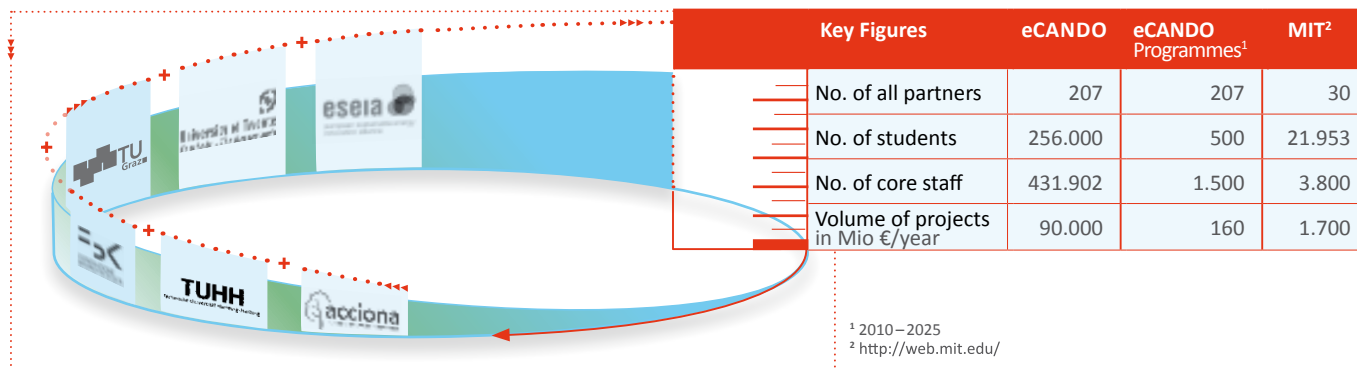 Key Figures eCANDO eCANDO Programmes¹ MIT²
No. of all partners 207 207 30
No. of students 256.000 500 21.953
No. of core staff 431.902 1.500 3.800
Volume of projects in Mio €/year 90.000 160 1.700
eseia
TU
Graz
TUHH
acciona
¹ 2010–2025
² http://web.mit.edu/